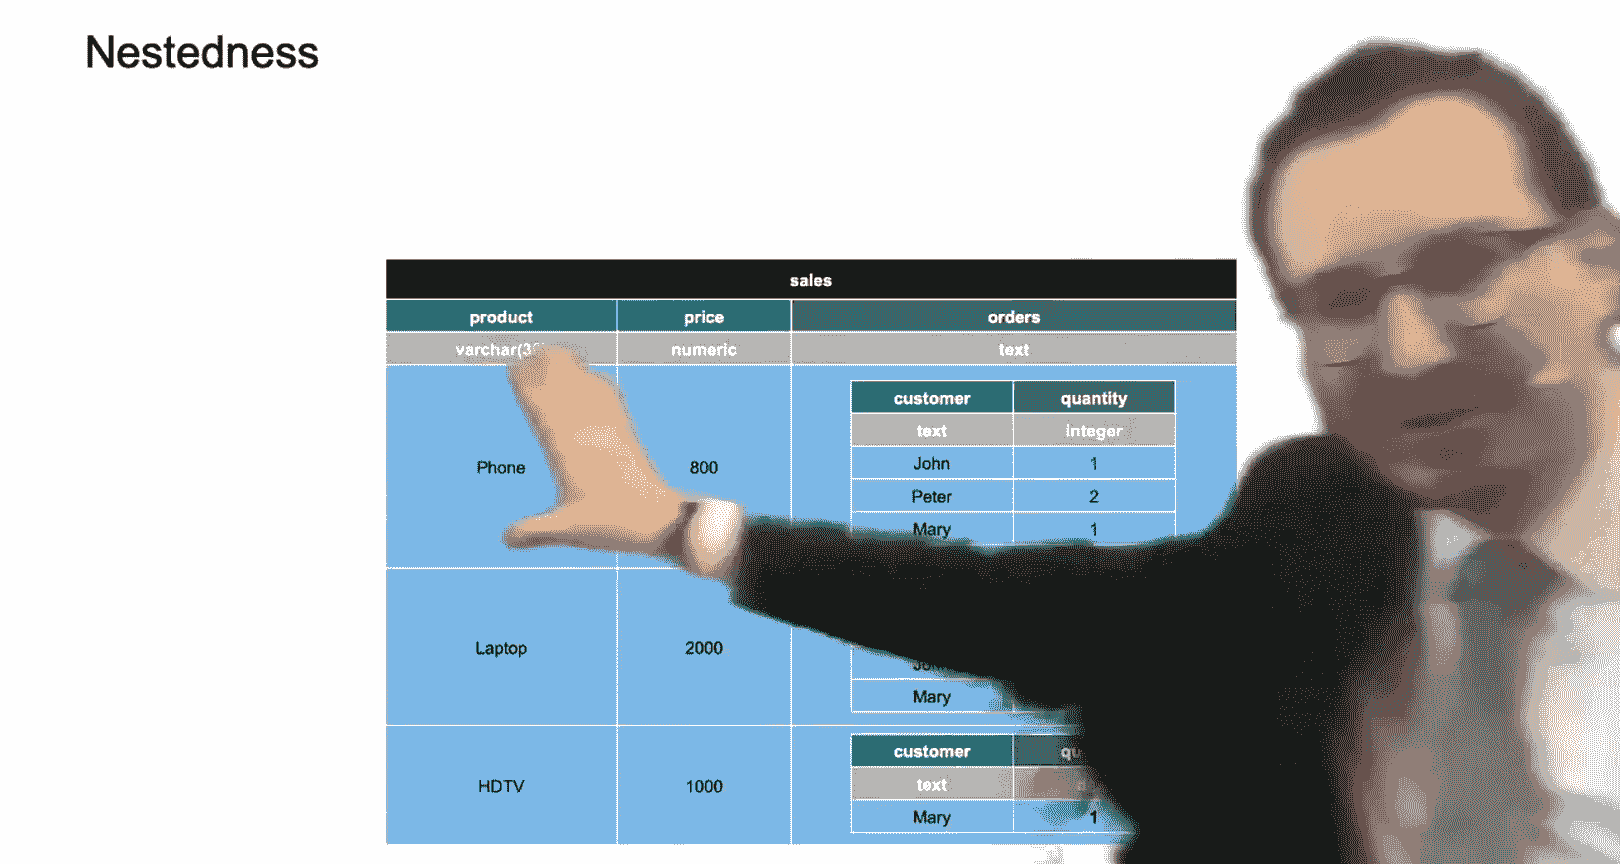 Nestedness
sales
product price orders
numeric text
customer quantity
text integer
John 1
Phone 800
Peter 2
Mary 1
Laptop 2000
Mary
customer
text
HDTV 1000
Mary 1